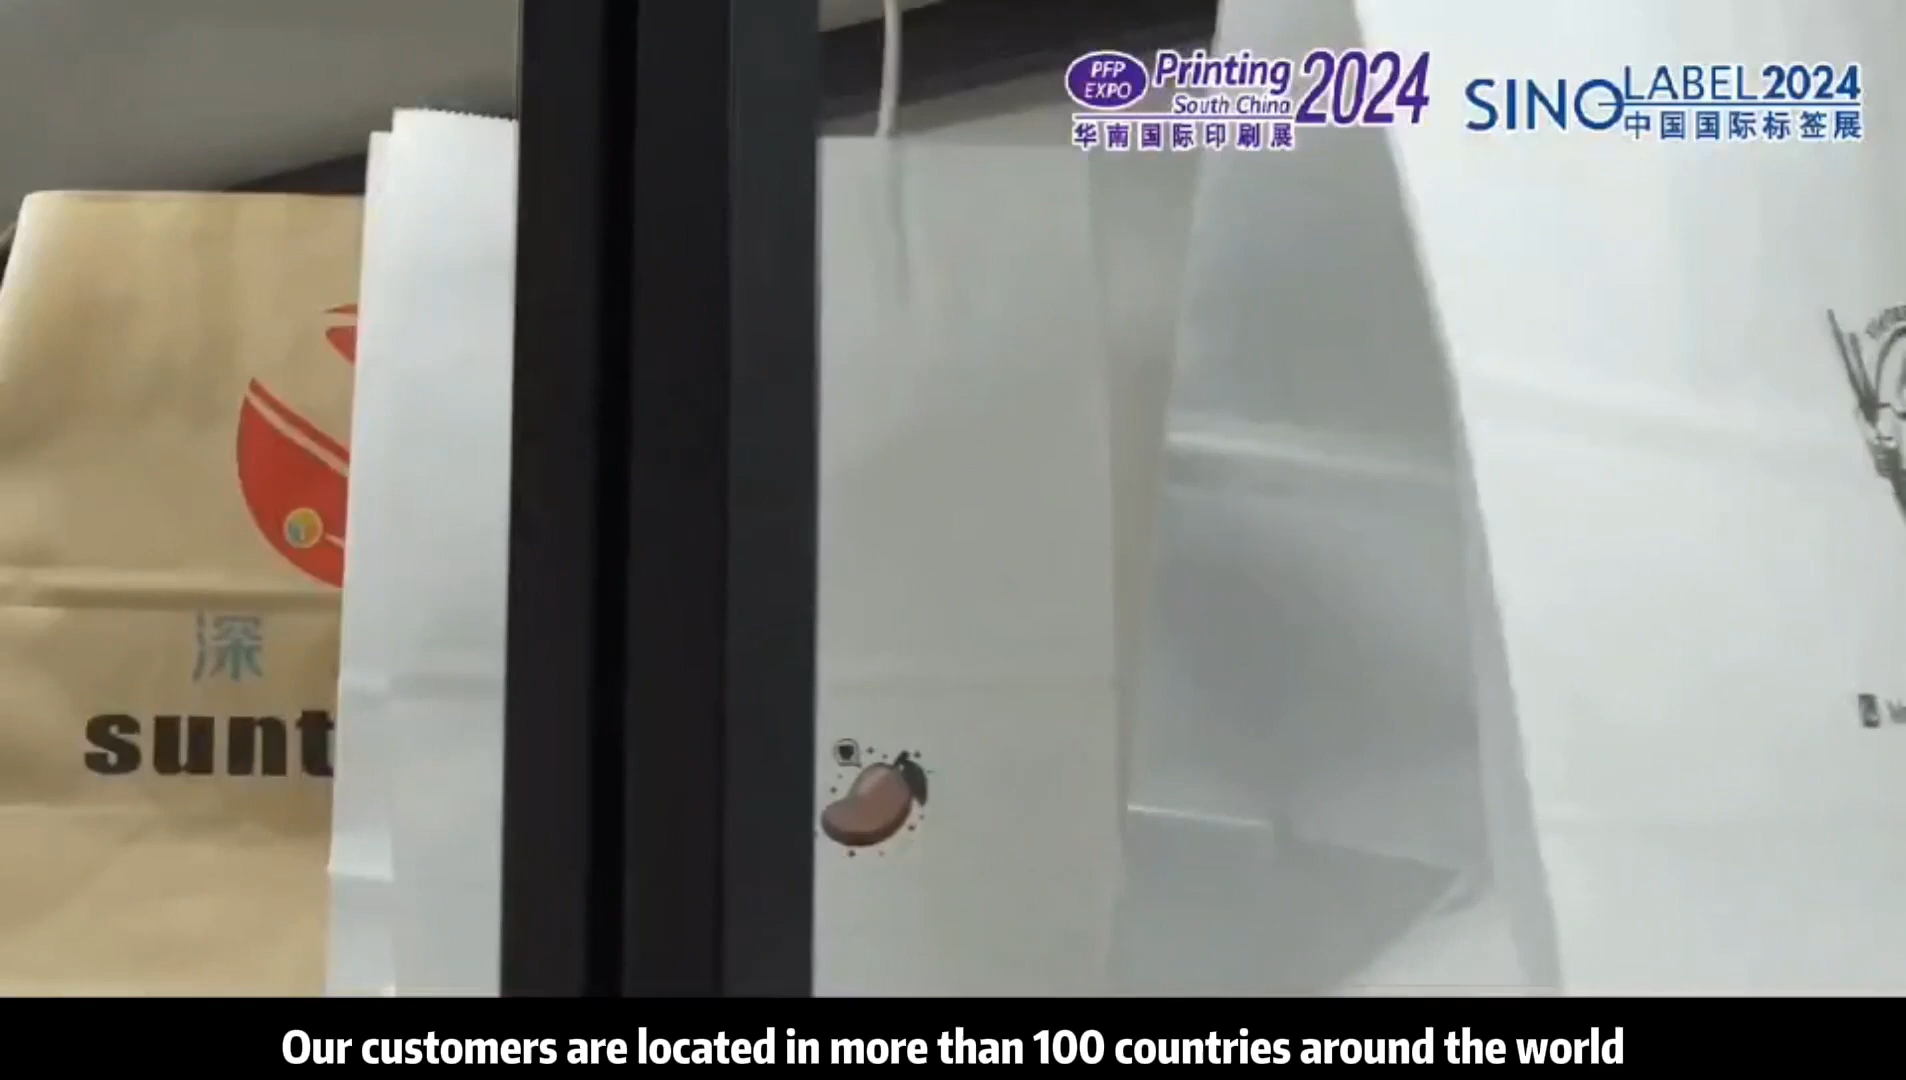 PFP
EXPO
Printing
South China
2024
华南国际印刷展
SINO LABEL 2024
中国国际标签展
深
sunt
Our customers are located in more than 100 countries around the world